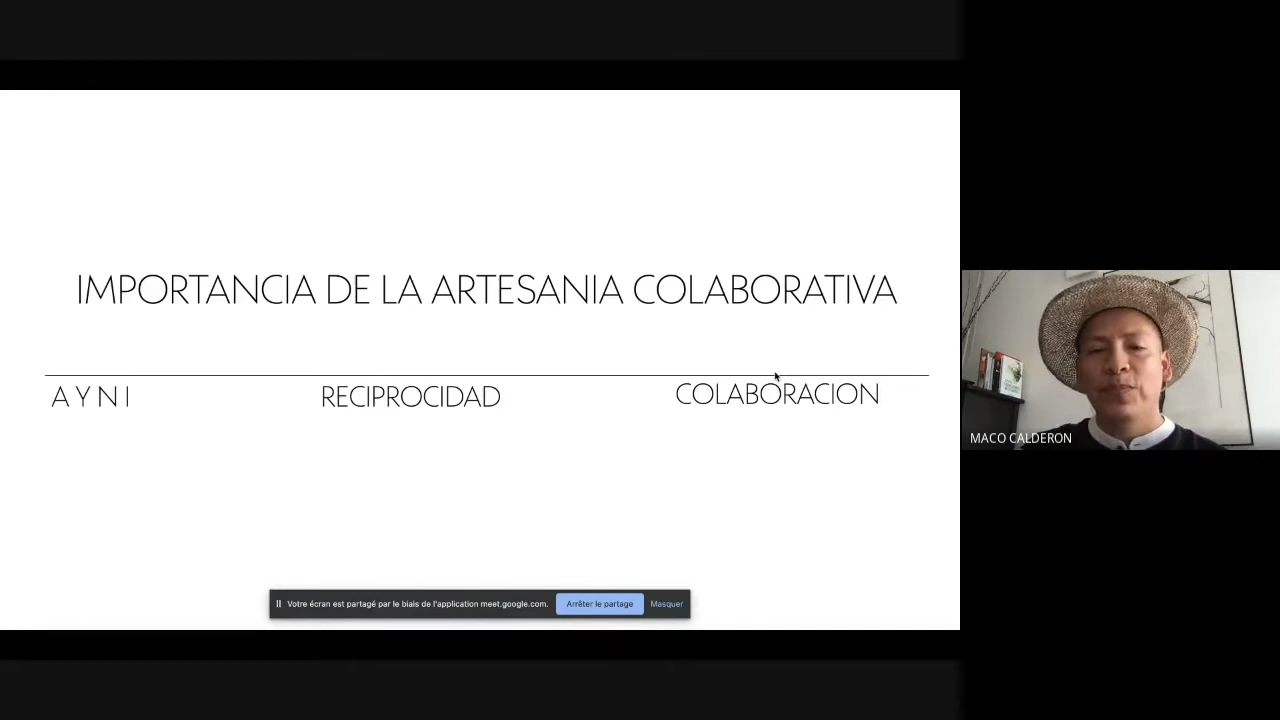 IMPORTANCIA DE LA ARTESANIA COLABORATIVA
A Y N I
RECIPROCIDAD
COLABORACION
MACO CALDERON
Votre écran est partagé par le biais de l'application meet.google.com.
Arrêter le partage
Masquer